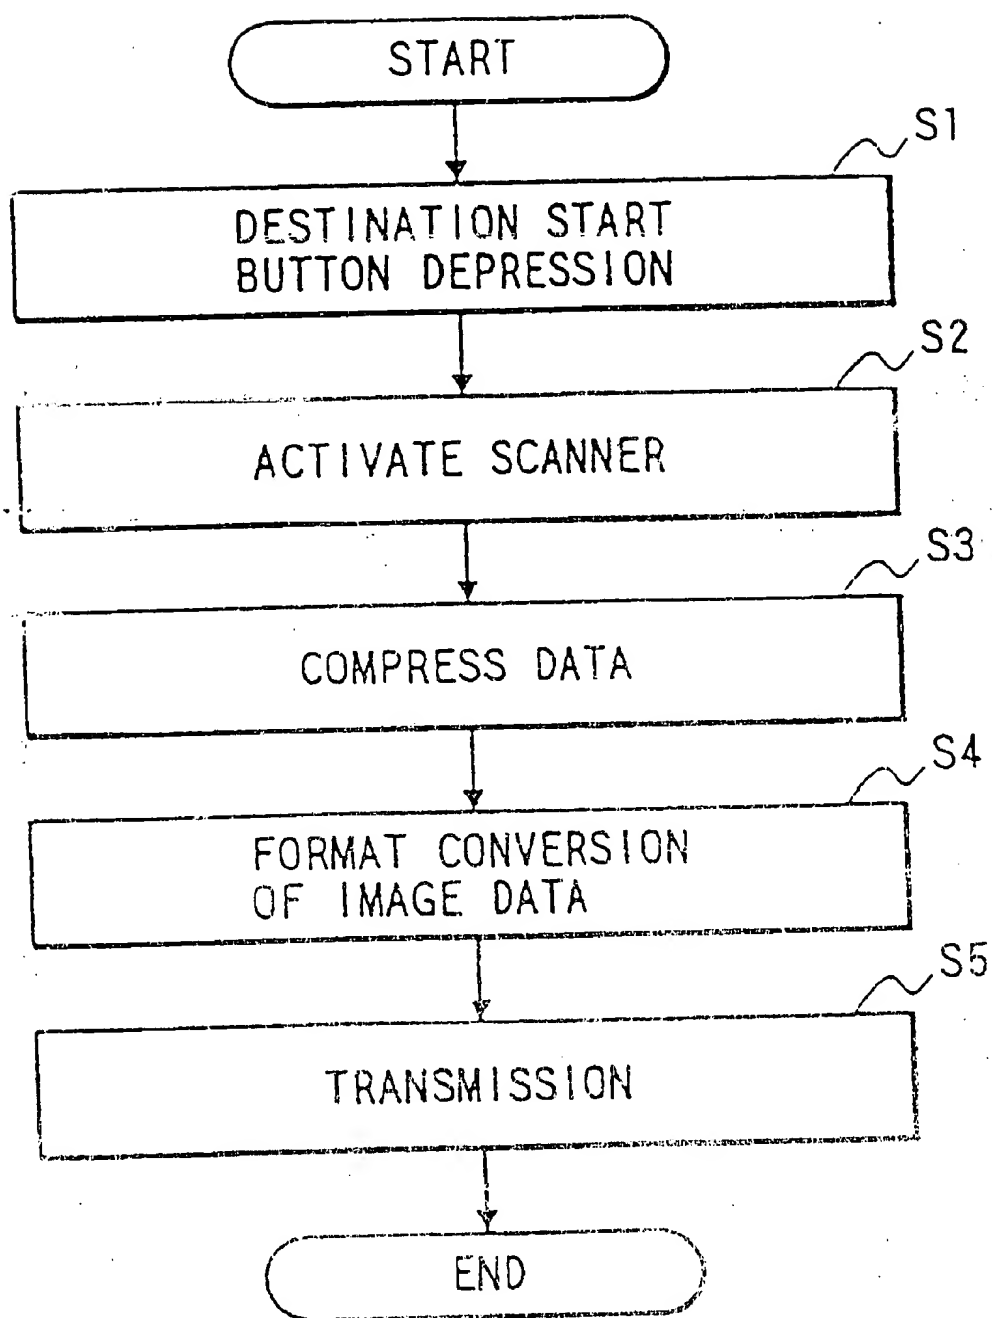 START
S1
DESTINATION START
BUTTON DEPRESSION
S2
ACTIVATE SCANNER
S3
COMPRESS DATA
S4
FORMAT CONVERSION
OF IMAGE DATA
S5
TRANSMISSION
END